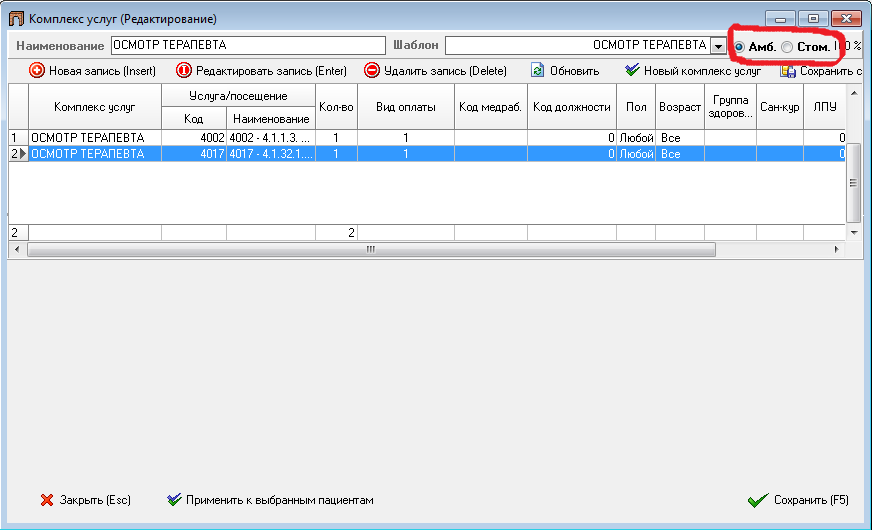 Комплекс услуг (Редактирование)
Наименование ОСМОТР ТЕРАПЕВТА Шаблон ОСМОТР ТЕРАПЕВТА Амб. Стом. %
Новая запись (Insert) Редактировать запись (Enter) Удалить запись (Delete) Обновить Новый комплекс услуг Сохранить с
Комплекс услуг Услуга/посещение Код Наименование Кол-во Вид оплаты Код медраб. Код должности Пол Возраст Группа здоров... Сан-кур ЛПУ
1 ОСМОТР ТЕРАПЕВТА 4002 4002 - 4.1.1.3. ... 1 1 0 Любой Все 0
2 ОСМОТР ТЕРАПЕВТА 4017 4017 - 4.1.32.1.... 1 1 0 Любой Все 0
2 2
Закрыть (Esc) Применить к выбранным пациентам Сохранить (F5)